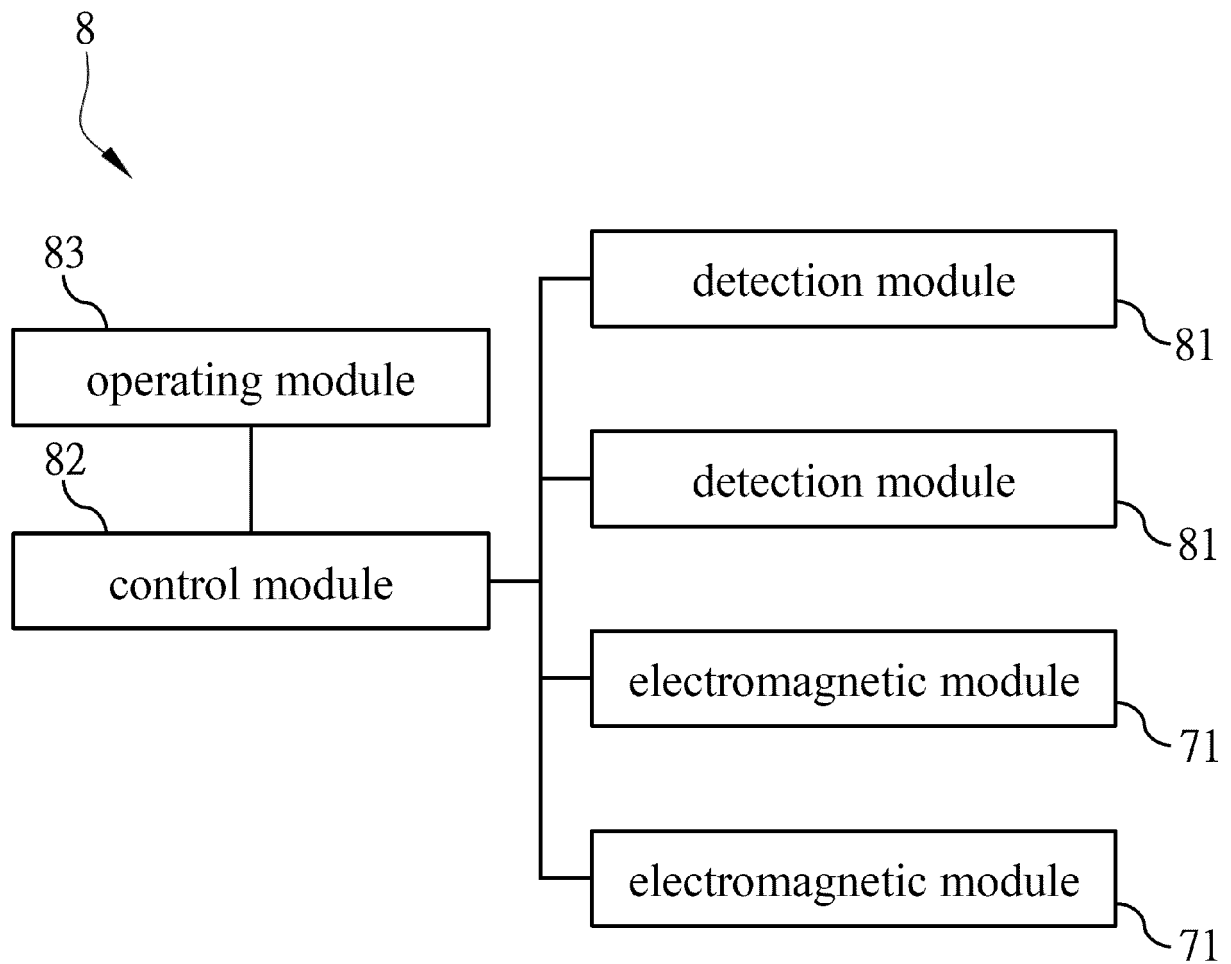 8
83
operating module
82
control module
detection module
81
detection module
81
electromagnetic module
71
electromagnetic module
71